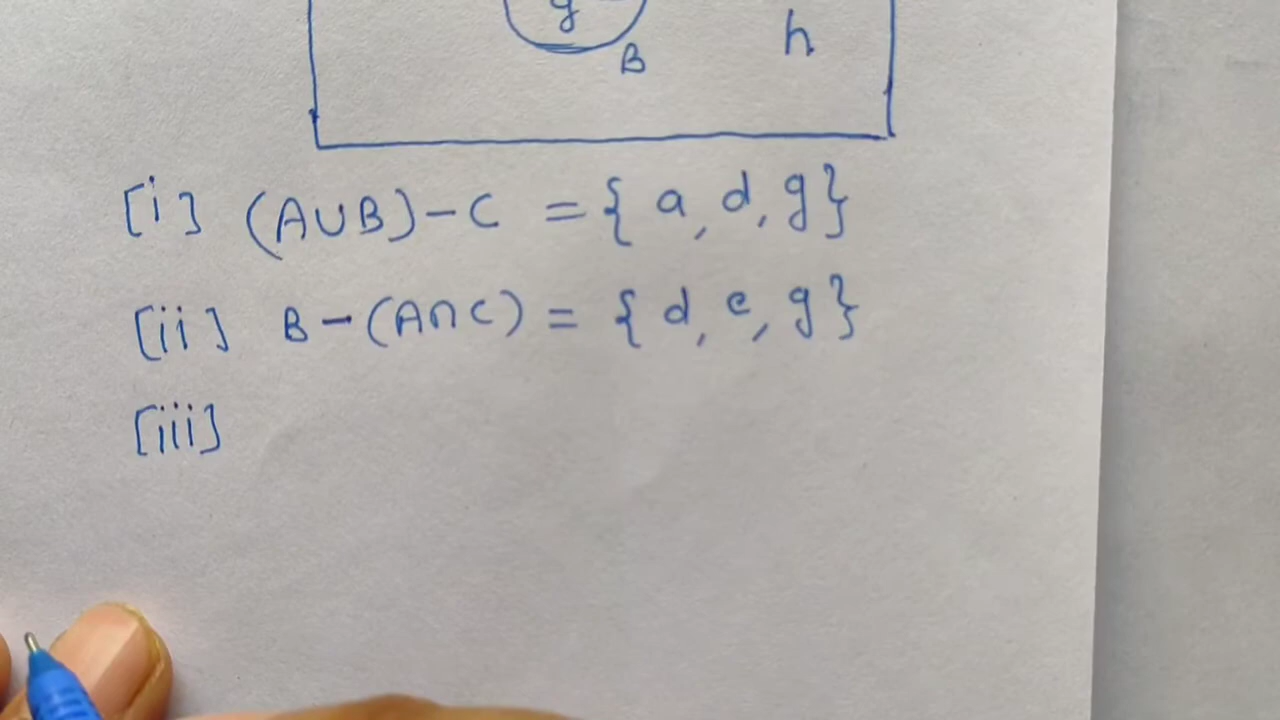 g
h
B
[i] (A∪B)-C = { a, d, g}
[ii] B-(A∩C) = { d, e, g}
[iii]